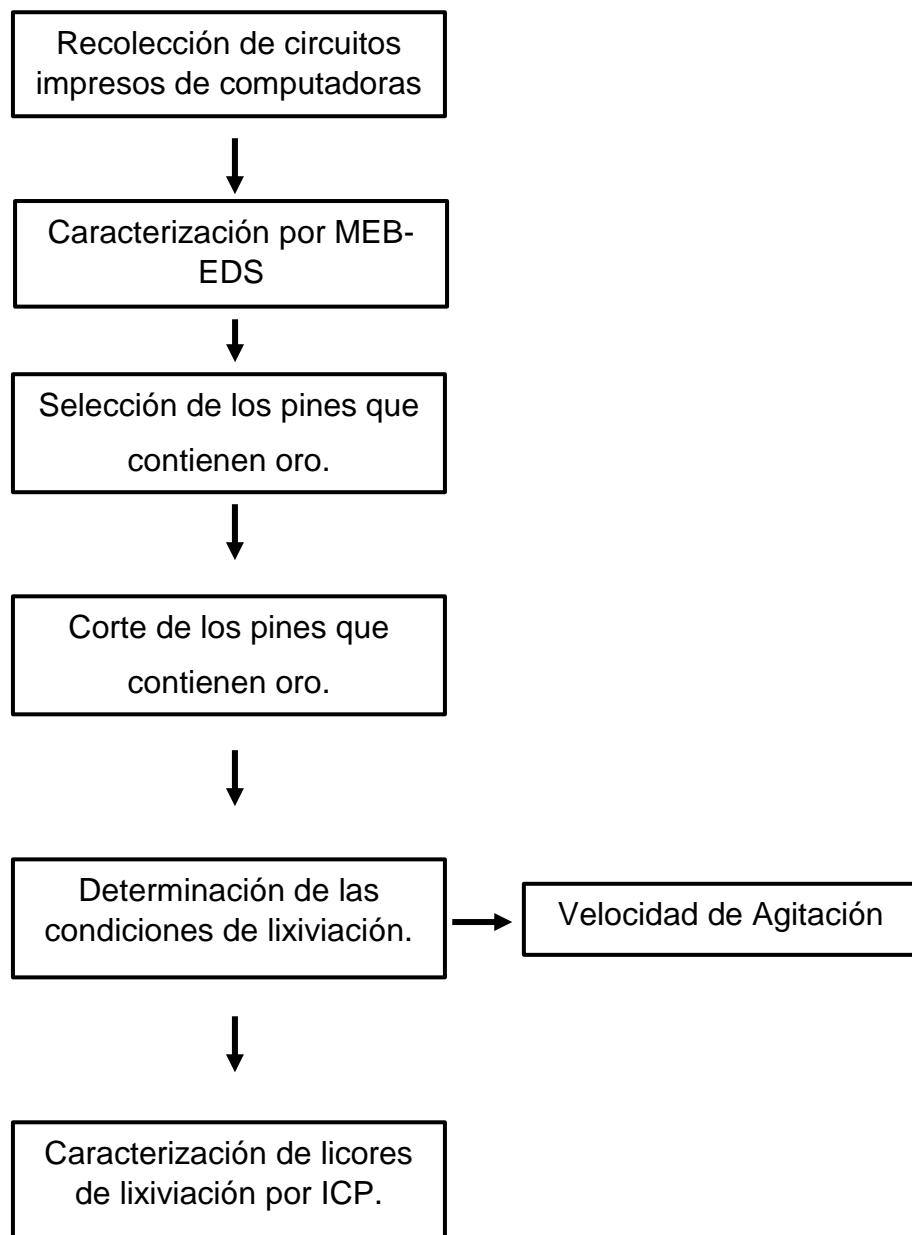 Recolección de circuitos
impresos de computadoras
Caracterización por MEB-
EDS
Selección de los pines que
contienen oro.
Corte de los pines que
contienen oro.
Determinación de las
condiciones de lixiviación.
Velocidad de Agitación
Caracterización de licores
de lixiviación por ICP.